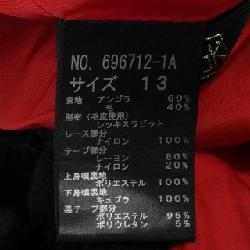 NO. 696712-1A
サイズ 13
表地 アンゴラ 60%
毛 40%
別布（毛皮使用）
レッキスラビット
レース部分
ナイロン 100%
テープ部分
レーヨン 80%
ナイロン 20%
上身頃裏地
ポリエステル 100%
下身頃裏地
キュプラ 100%
裏テープ部分
ポリエステル 95%
ポリウレタン 5%